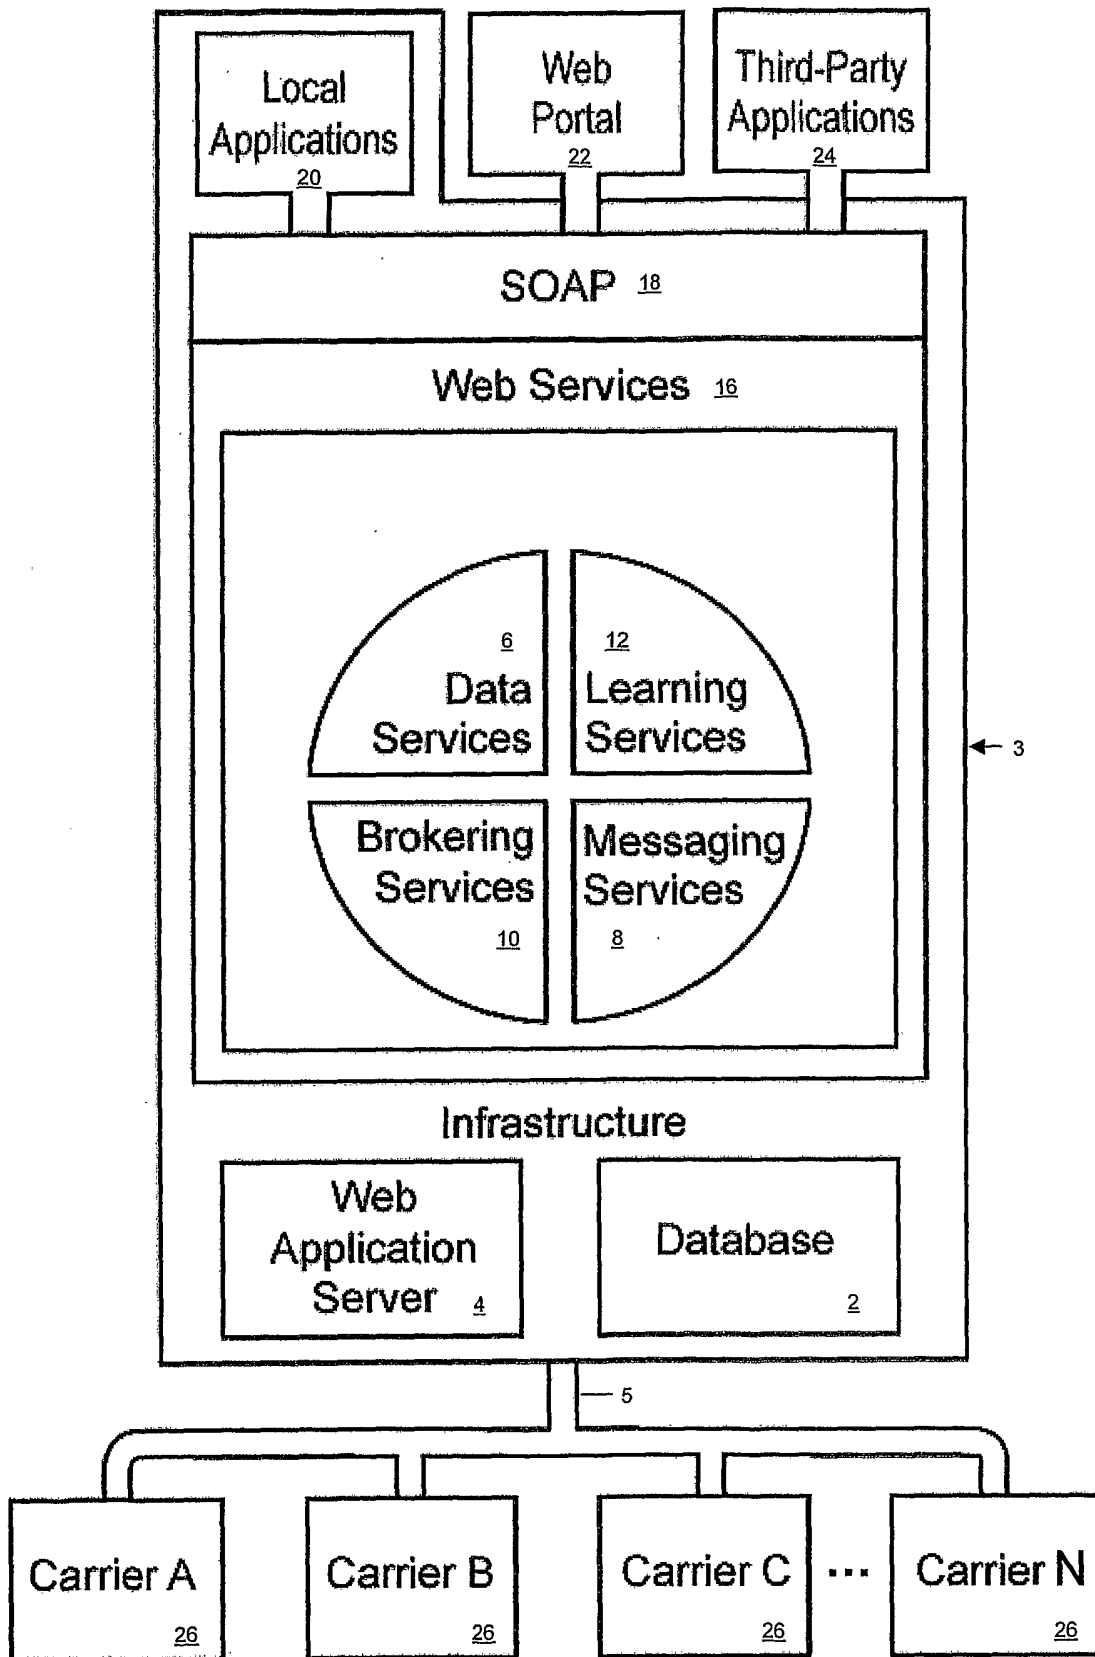 Local
Applications
20
Web
Portal
22
Third-Party
Applications
24
SOAP 18
Web Services 16
6
Data
Services
12
Learning
Services
3
Brokering
Services
10
Messaging
Services
8
Infrastructure
Web
Application
Server 4
Database
2
5
Carrier A
26
Carrier B
26
Carrier C
26
...
Carrier N
26